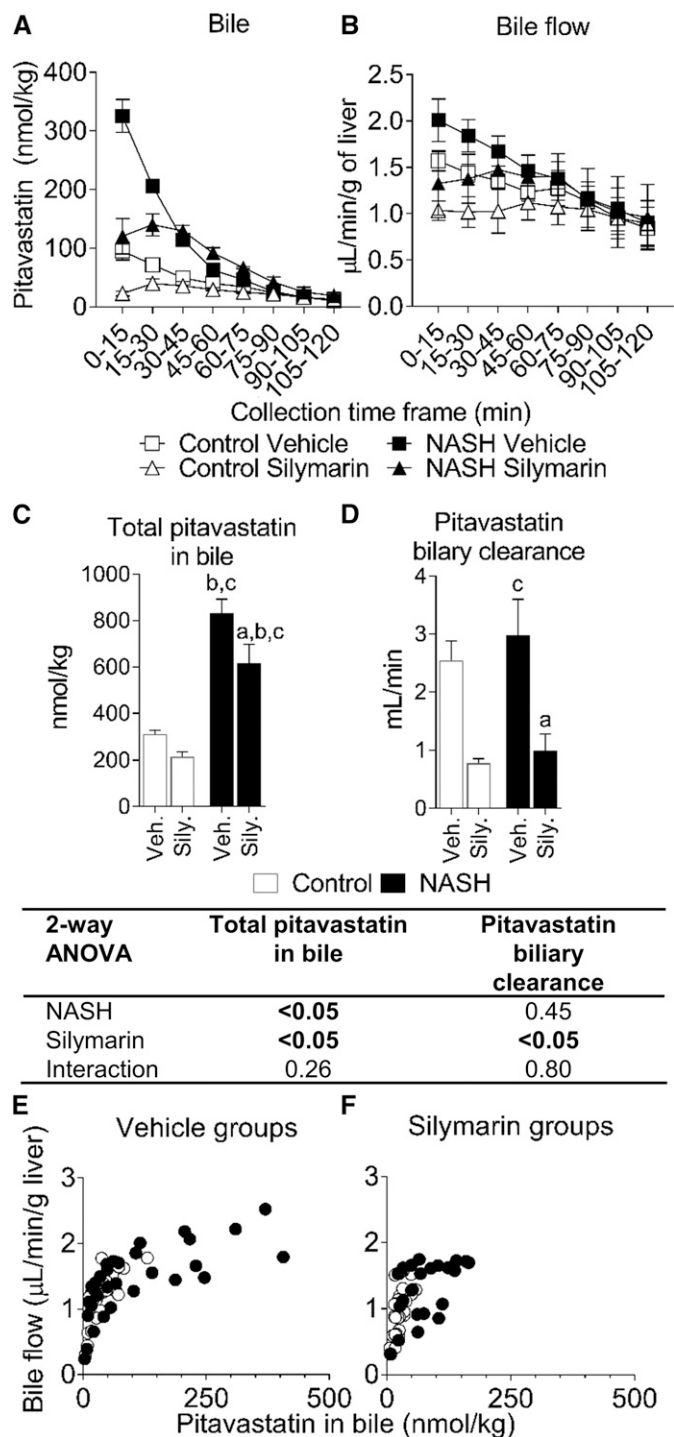 A Bile
B Bile flow
Pitavastatin (nmol/kg)
400
300
200
100
0
µL/min/g of liver
2.5
2.0
1.5
1.0
0.5
0.0
0-15
15-30
30-45
45-60
60-75
75-90
90-105
105-120
0-15
15-30
30-45
45-60
60-75
75-90
90-105
105-120
Collection time frame (min)
Control Vehicle NASH Vehicle
Control Silymarin NASH Silymarin
C
Total pitavastatin
in bile
nmol/kg
1000
800
600
400
200
0
b,c
a,b,c
Veh.
Sily.
Veh.
Sily.
D
Pitavastatin
bilary clearance
mL/min
4
3
2
1
0
c
a
Veh.
Sily.
Veh.
Sily.
Control NASH
2-way Total pitavastatin Pitavastatin
ANOVA in bile biliary
clearance
NASH <0.05 0.45
Silymarin <0.05 <0.05
Interaction 0.26 0.80
E Vehicle groups
F Silymarin groups
Bile flow (µL/min/g liver)
3
2
1
0
0 250 500
3
2
1
0
0 250 500
Pitavastatin in bile (nmol/kg)